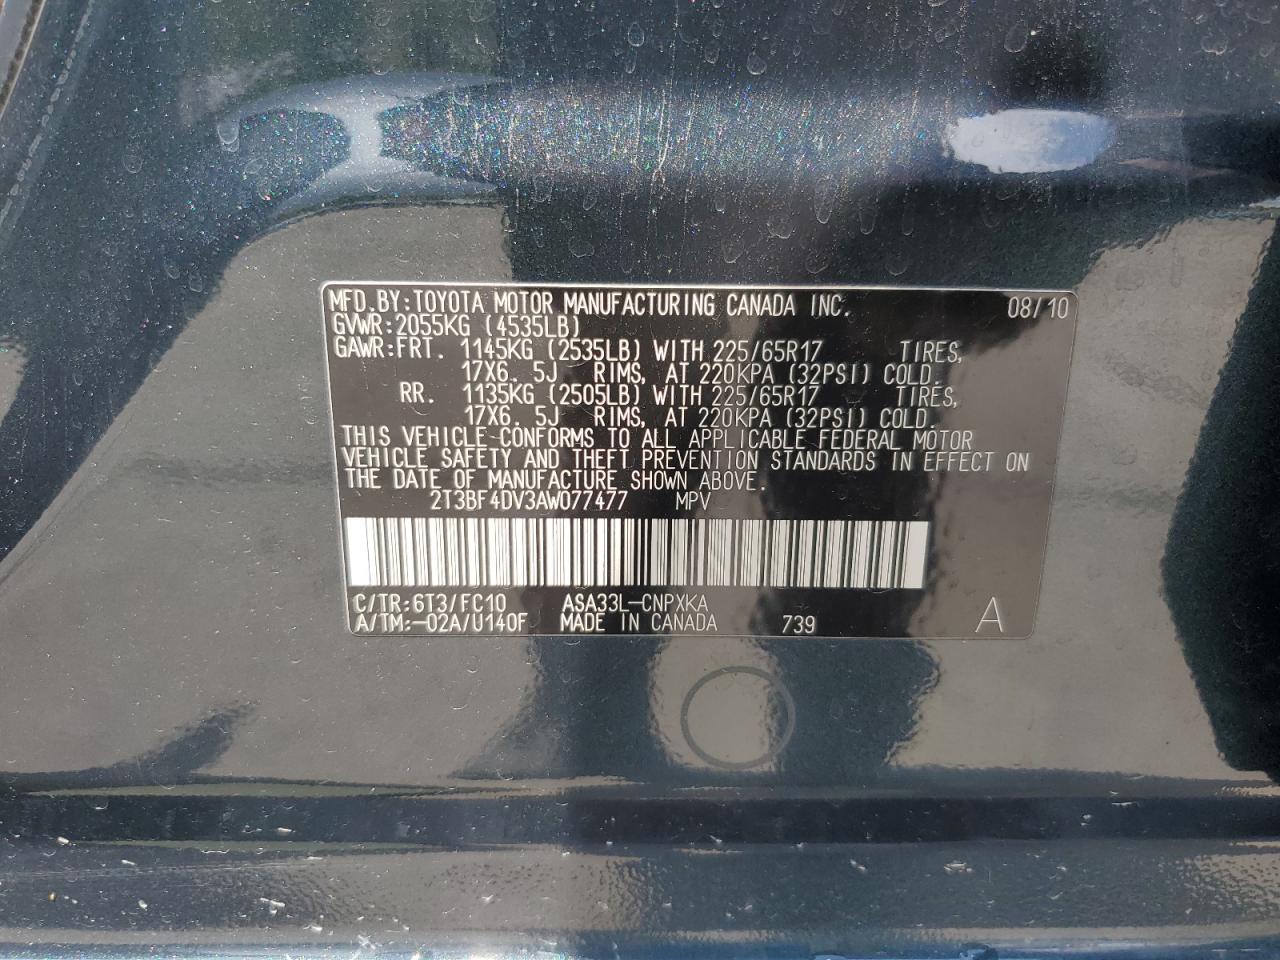 MFD.BY:TOYOTA MOTOR MANUFACTURING CANADA INC. 08/10
GVWR:2055KG (4535LB)
GAWR:FRT. 1145KG (2535LB) WITH 225/65R17 TIRES,
17X6.5J RIMS, AT 220KPA (32PSI) COLD.
RR. 1135KG (2505LB) WITH 225/65R17 TIRES,
17X6.5J RIMS, AT 220KPA (32PSI) COLD.
THIS VEHICLE CONFORMS TO ALL APPLICABLE FEDERAL MOTOR
VEHICLE SAFETY AND THEFT PREVENTION STANDARDS IN EFFECT ON
THE DATE OF MANUFACTURE SHOWN ABOVE.
2T3BF4DV3AW077477 MPV
C/TR:6T3/FC10 ASA33L-CNPXKA
A/TM:-02A/U140F MADE IN CANADA 739 A